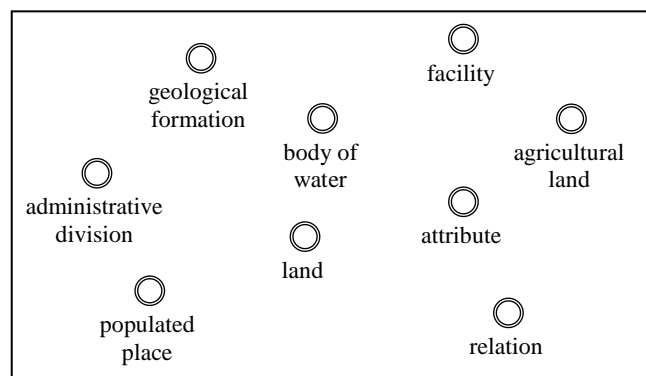 facility
geological
formation
body of
water
agricultural
land
administrative
division
attribute
land
populated
place
relation